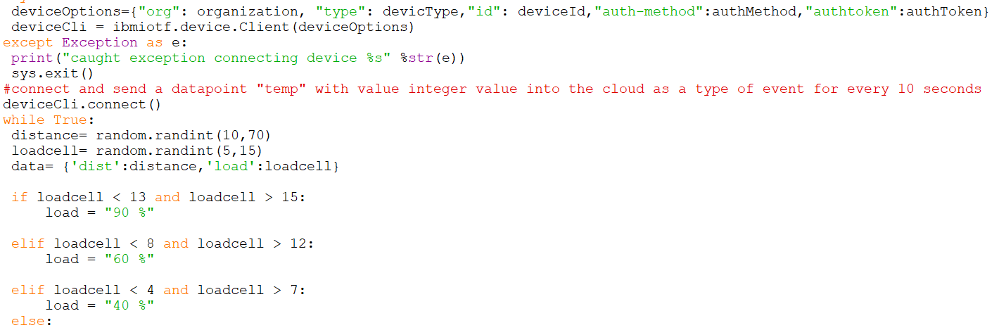 deviceOptions={"org": organization, "type": devicType,"id": deviceId,"auth-method":authMethod,"authtoken":authToken}
deviceCli = ibmiotf.device.Client(deviceOptions)
except Exception as e:
print("caught exception connecting device %s" %str(e))
sys.exit()
#connect and send a datapoint "temp" with value integer value into the cloud as a type of event for every 10 seconds
deviceCli.connect()
while True:
distance= random.randint(10,70)
loadcell= random.randint(5,15)
data= {'dist':distance,'load':loadcell}
if loadcell < 13 and loadcell > 15:
load = "90 %"
elif loadcell < 8 and loadcell > 12:
load = "60 %"
elif loadcell < 4 and loadcell > 7:
load = "40 %"
else: